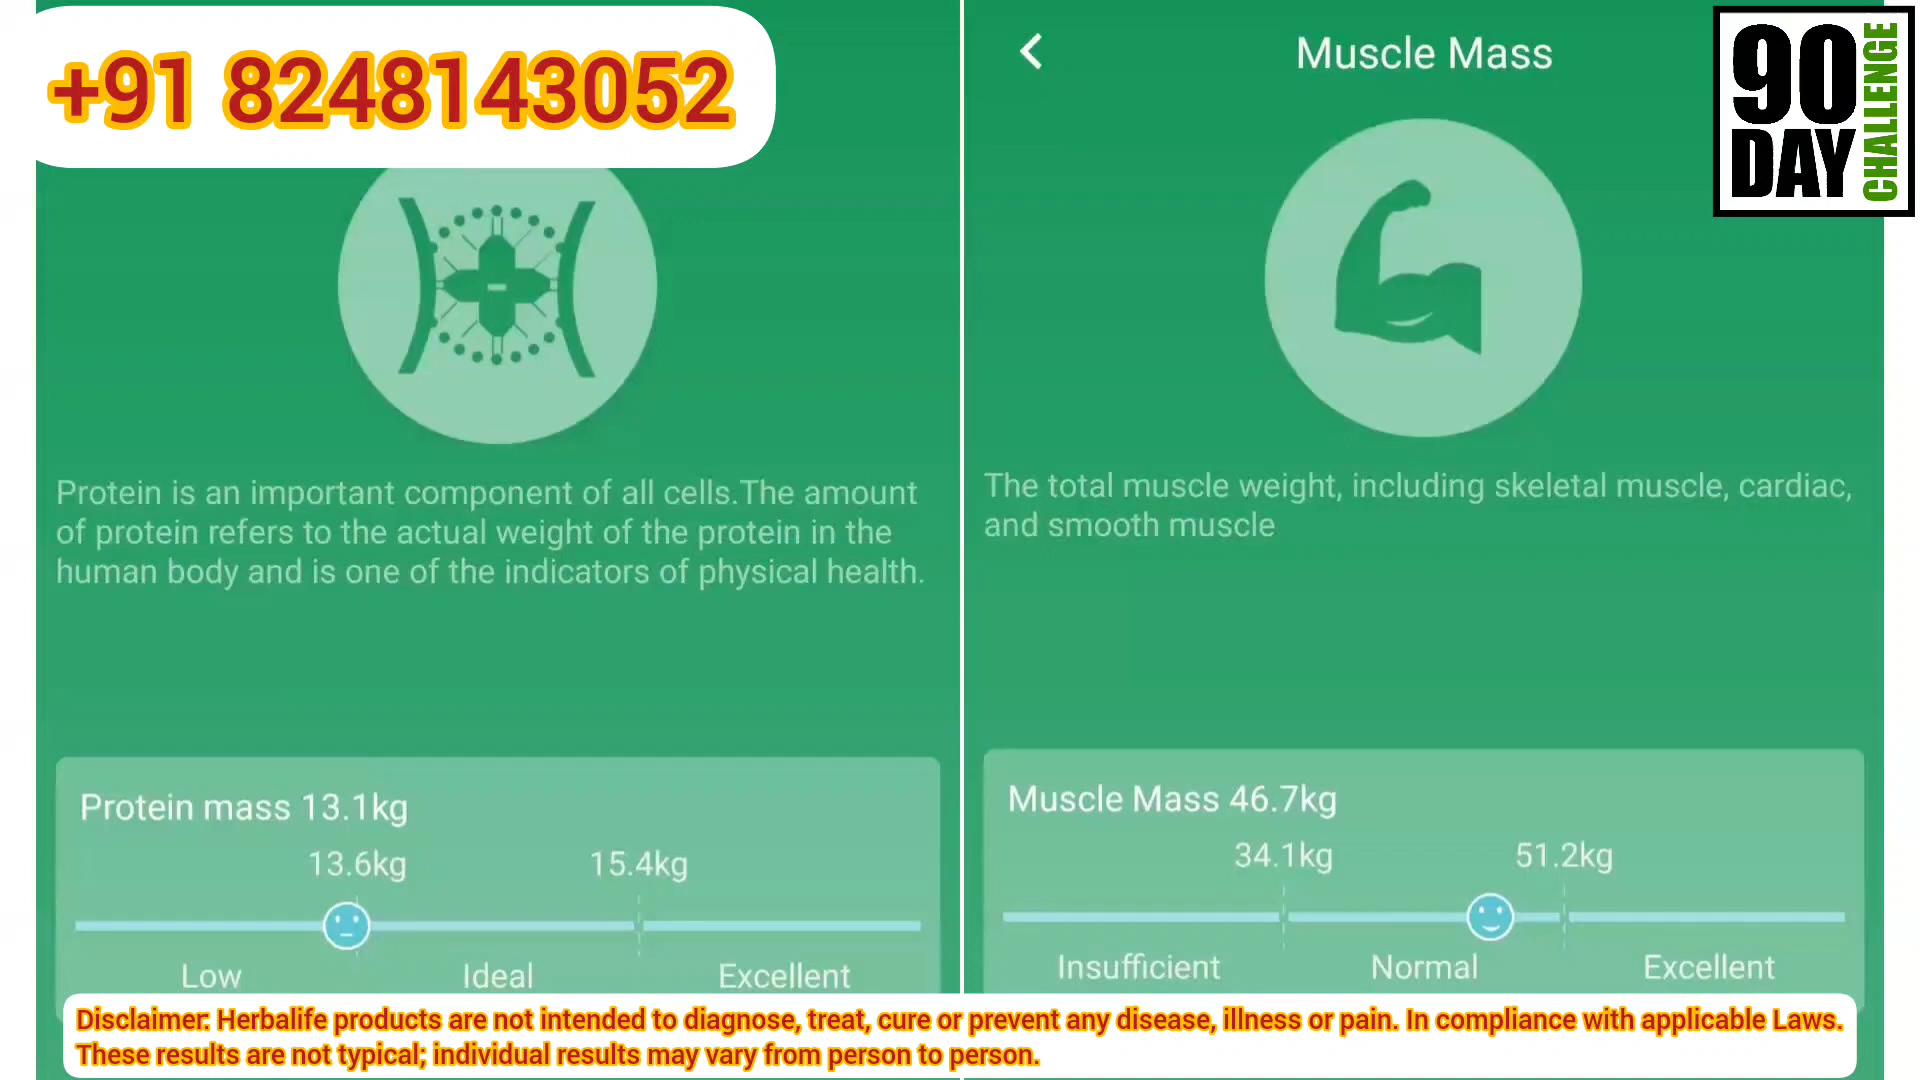 +91 8248143052
Protein is an important component of all cells.The amount
of protein refers to the actual weight of the protein in the
human body and is one of the indicators of physical health.
Protein mass 13.1kg
13.6kg 15.4kg
Low Ideal Excellent
Muscle Mass
90
DAY
CHALLENGE
The total muscle weight, including skeletal muscle, cardiac,
and smooth muscle
Muscle Mass 46.7kg
34.1kg 51.2kg
Insufficient Normal Excellent
Disclaimer: Herbalife products are not intended to diagnose, treat, cure or prevent any disease, illness or pain. In compliance with applicable Laws.
These results are not typical; individual results may vary from person to person.